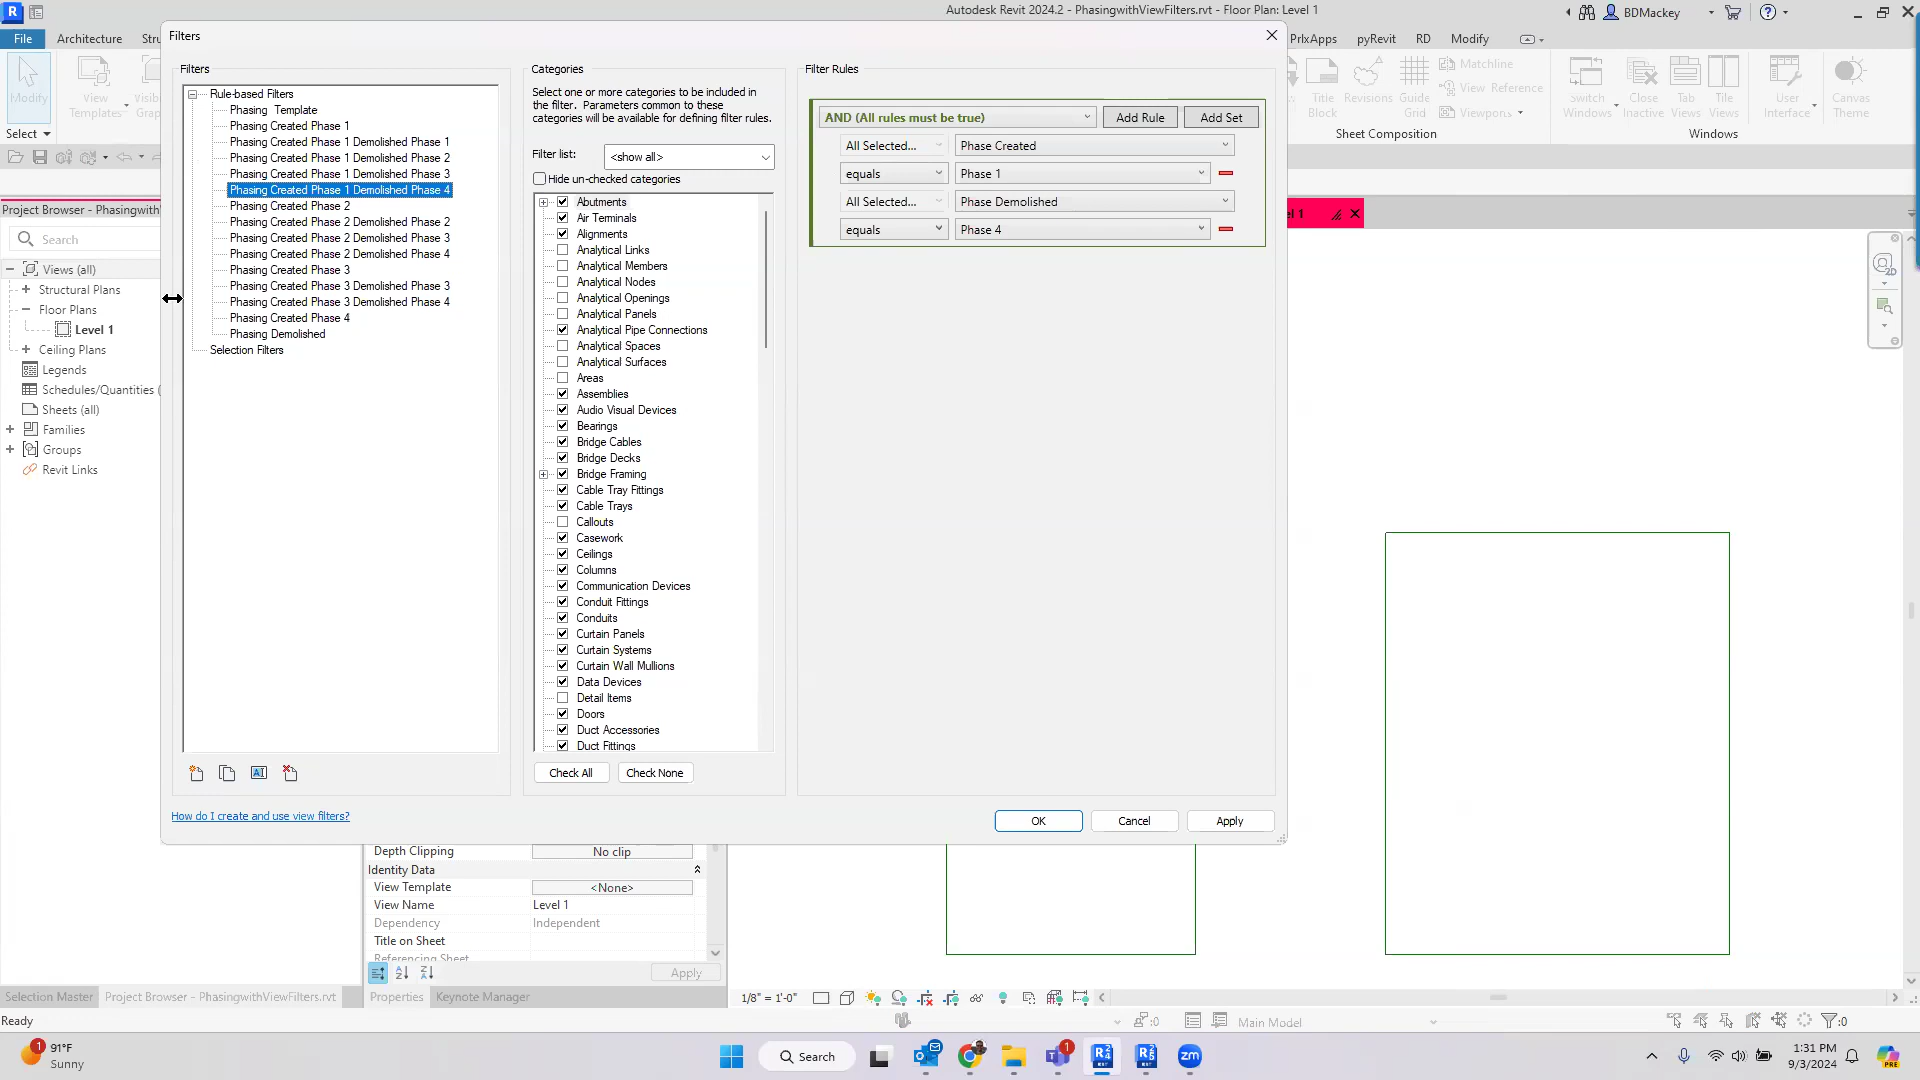 Autodesk Revit 2024.2 - PhasingwithViewFilters.rvt - Floor Plan: Level 1
BDMackey
File
Architecture
Stru
PrlxApps
pyRevit
RD
Modify
Modify
View
Templates
Visib
Grap
Title
Block
Revisions
Guide
Grid
Matchline
View Reference
Viewports
Switch
Windows
Close
Inactive
Tab
Views
Tile
Views
User
Interface
Canvas
Theme
Select
Sheet Composition
Windows
Project Browser - PhasingwithV
Search
Views (all)
Structural Plans
Floor Plans
Level 1
Ceiling Plans
Legends
Schedules/Quantities (
Sheets (all)
Families
Groups
Revit Links
Filters
Filters
Rule-based Filters
Phasing  Template
Phasing Created Phase 1
Phasing Created Phase 1 Demolished Phase 1
Phasing Created Phase 1 Demolished Phase 2
Phasing Created Phase 1 Demolished Phase 3
Phasing Created Phase 1 Demolished Phase 4
Phasing Created Phase 2
Phasing Created Phase 2 Demolished Phase 2
Phasing Created Phase 2 Demolished Phase 3
Phasing Created Phase 2 Demolished Phase 4
Phasing Created Phase 3
Phasing Created Phase 3 Demolished Phase 3
Phasing Created Phase 3 Demolished Phase 4
Phasing Created Phase 4
Phasing Demolished
Selection Filters
How do I create and use view filters?
Categories
Select one or more categories to be included in
the filter.  Parameters common to these
categories will be available for defining filter rules.
Filter list:
<show all>
Hide un-checked categories
Abutments
Air Terminals
Alignments
Analytical Links
Analytical Members
Analytical Nodes
Analytical Openings
Analytical Panels
Analytical Pipe Connections
Analytical Spaces
Analytical Surfaces
Areas
Assemblies
Audio Visual Devices
Bearings
Bridge Cables
Bridge Decks
Bridge Framing
Cable Tray Fittings
Cable Trays
Callouts
Casework
Ceilings
Columns
Communication Devices
Conduit Fittings
Conduits
Curtain Panels
Curtain Systems
Curtain Wall Mullions
Data Devices
Detail Items
Doors
Duct Accessories
Duct Fittings
Check All
Check None
Filter Rules
AND (All rules must be true)
Add Rule
Add Set
All Selected...
Phase Created
equals
Phase 1
All Selected...
Phase Demolished
equals
Phase 4
OK
Cancel
Apply
el 1
2D
Depth Clipping
No clip
Identity Data
View Template
<None>
View Name
Level 1
Dependency
Independent
Title on Sheet
Referencing Sheet
Apply
Selection Master
Project Browser - PhasingwithViewFilters.rvt
Properties
Keynote Manager
1/8" = 1'-0"
Ready
:0
Main Model
:0
91°F
Sunny
Search
1:31 PM
9/3/2024